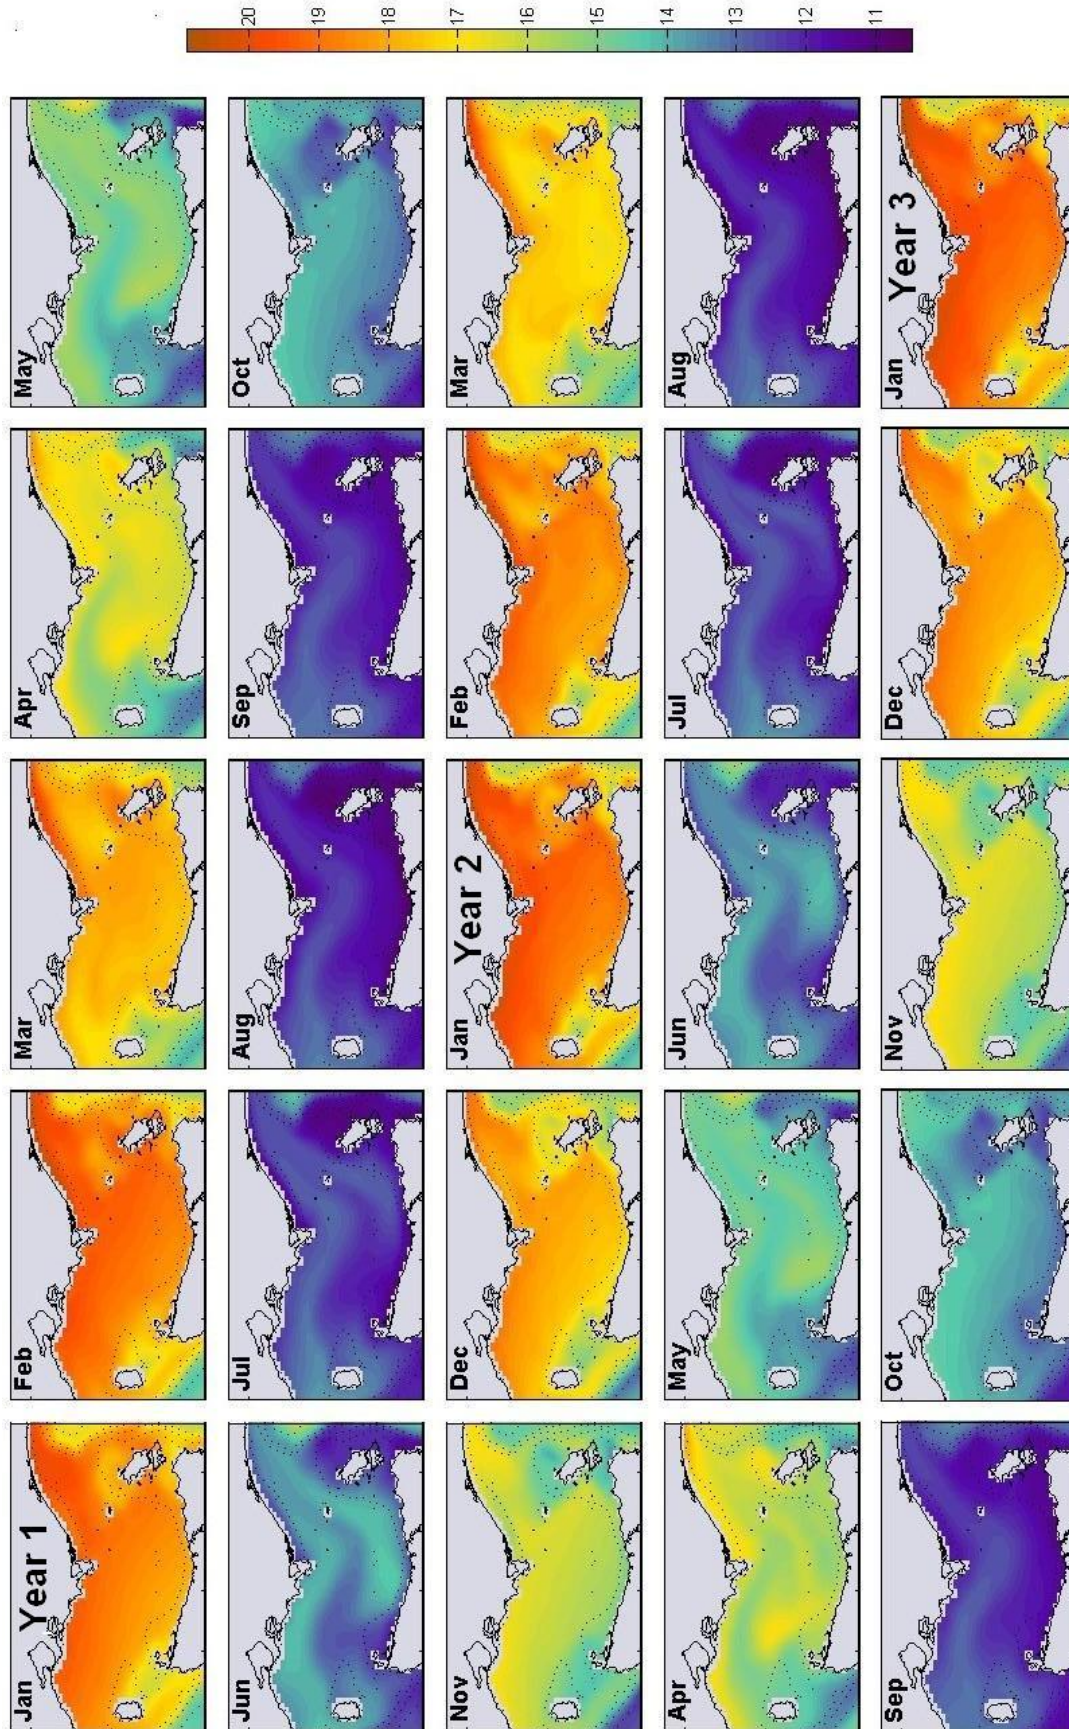 Jan
Year 1
Feb
Mar
Apr
May
Jun
Jul
Aug
Sep
Oct
Nov
Dec
Jan
Year 2
Feb
Mar
Apr
May
Jun
Jul
Aug
Sep
Oct
Nov
Dec
Jan
Year 3
20
19
18
17
16
15
14
13
12
11